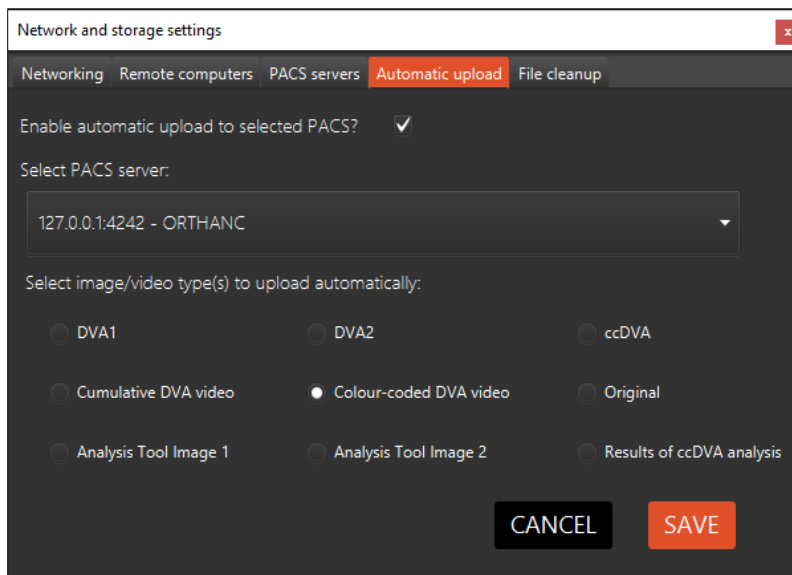 Network and storage settings
x
Networking Remote computers PACS servers Automatic upload File cleanup
Enable automatic upload to selected PACS?
Select PACS server:
127.0.0.1:4242 - ORTHANC
Select image/video type(s) to upload automatically:
DVA1 DVA2 ccDVA
Cumulative DVA video Colour-coded DVA video Original
Analysis Tool Image 1 Analysis Tool Image 2 Results of ccDVA analysis
CANCEL SAVE